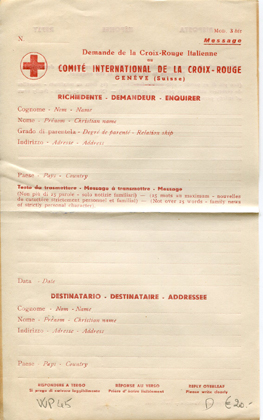 Mod. S 617
N.
Message
Demande de la Croix-Rouge Italienne
au
COMITÉ INTERNATIONAL DE LA CROIX-ROUGE
GENÈVE (Suisse)
RICHIEDENTE - DEMANDEUR - ENQUIRER
Cognome - Nom - Name
Nome - Prénom - Christian name
Grado di parentela - Degré de parenté - Relation ship
Indirizzo - Adresse - Address
Paese - Pays - Country
Testo da trasmettere - Message à transmettre - Message
(Non più di 25 parole - solo notizie familiari) — (25 mots au maximum - nouvelles
de caractère strictement personnel et familial) — (Not over 25 words - family news
of strictly personal character)
Data - Date
DESTINATARIO - DESTINATAIRE - ADDRESSEE
Cognome - Nom - Name
Nome - Prénom - Christian name
Indirizzo - Adresse - Address
Paese - Pays - Country
RISPONDERE A TERGO RÉPONSE AU VERSO REPLY OVERLEAF
Si prega di scrivere leggibilmente Prière d'écrire lisiblement Please write clearly
WP 45 D €20.-